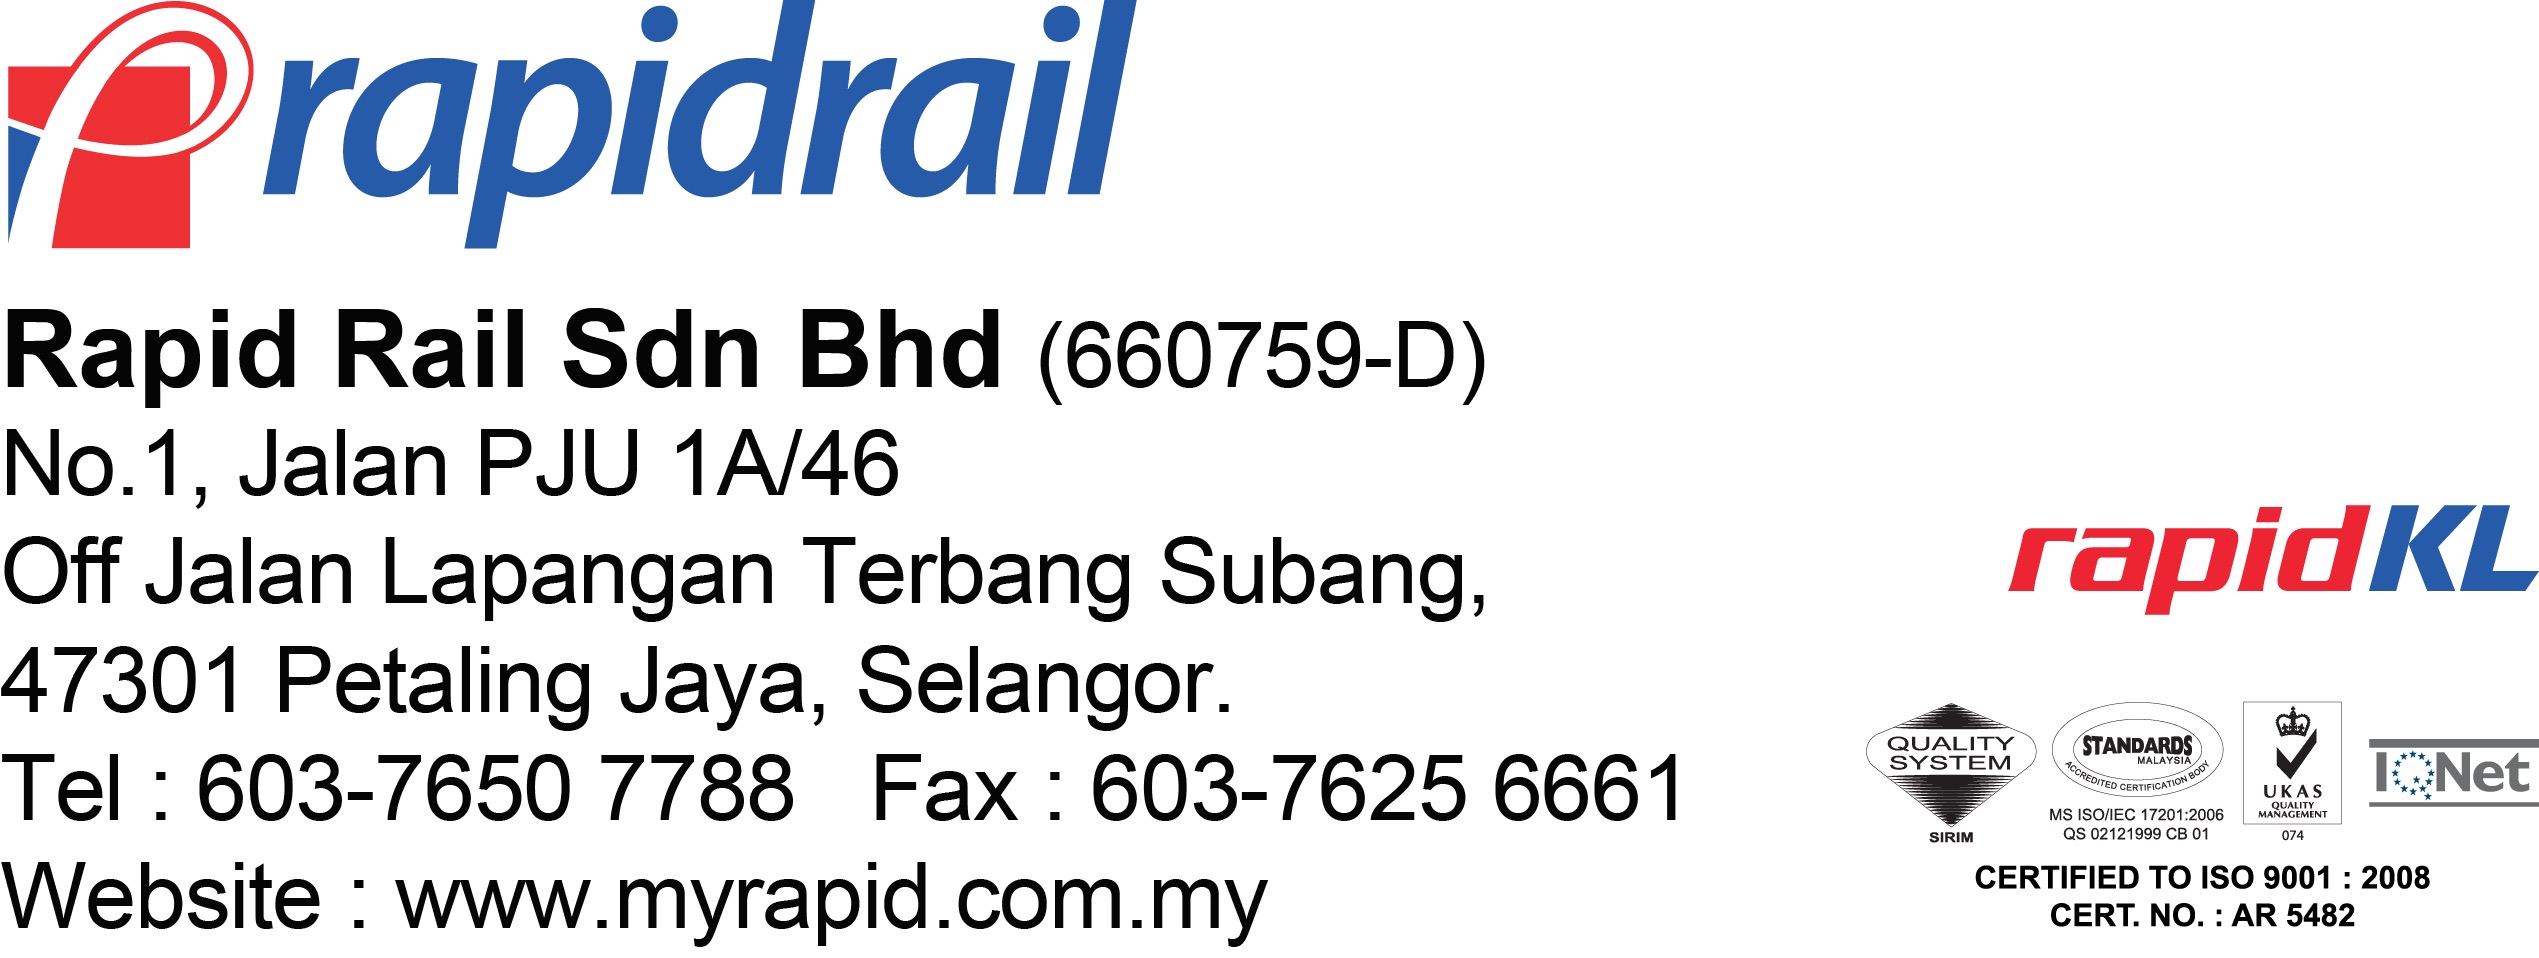 rapidrail
Rapid Rail Sdn Bhd (660759-D)
No.1, Jalan PJU 1A/46
Off Jalan Lapangan Terbang Subang,
47301 Petaling Jaya, Selangor.
Tel : 603-7650 7788   Fax : 603-7625 6661
Website : www.myrapid.com.my
rapidKL
QUALITY
SYSTEM
SIRIM
STANDARDS
MALAYSIA
ACCREDITED CERTIFICATION BODY
MS ISO/IEC 17201:2006
QS 02121999 CB 01
UKAS
QUALITY
MANAGEMENT
074
IQNet
CERTIFIED TO ISO 9001 : 2008
CERT. NO. : AR 5482